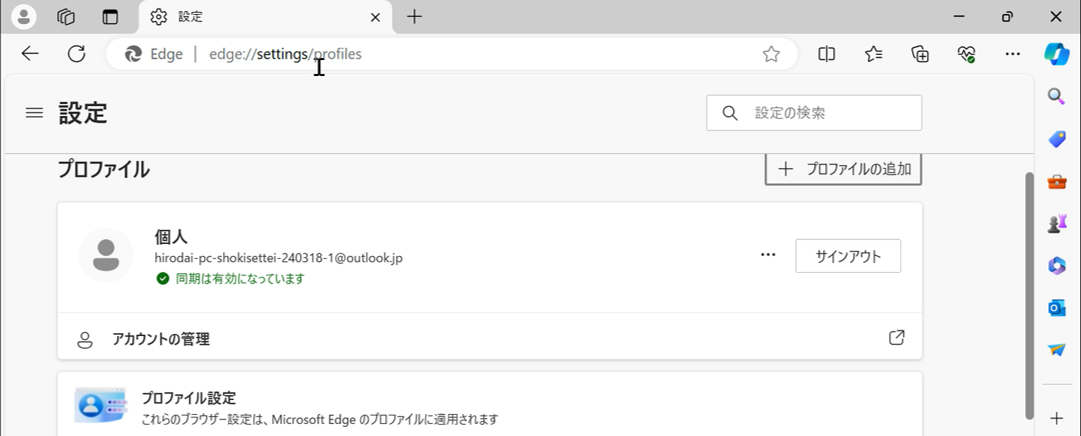 設定
Edge | edge://settings/profiles
設定
設定の検索
プロファイル
プロファイルの追加
個人
hirodai-pc-shokisettei-240318-1@outlook.jp
同期は有効になっています
サインアウト
アカウントの管理
プロファイル設定
これらのブラウザー設定は、Microsoft Edge のプロファイルに適用されます